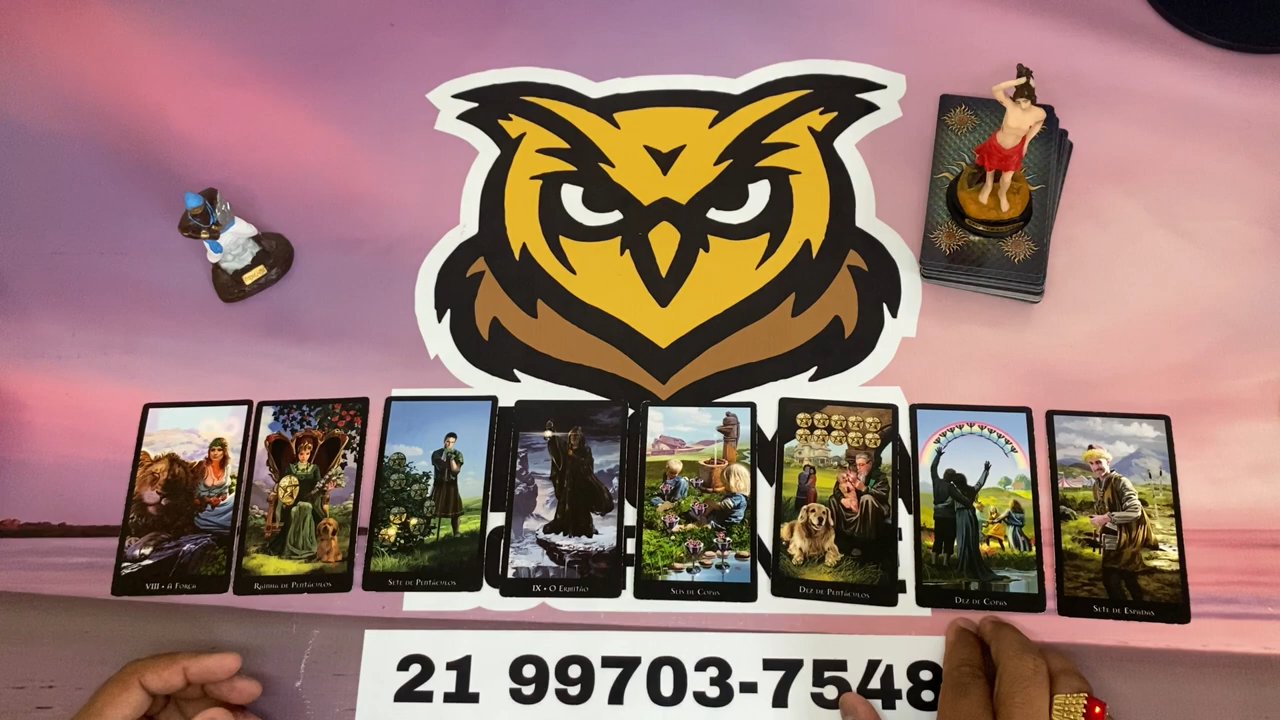 VIII • A Força
Rainha de Pentáculos
Sete de Pentáculos
IX • O Ermitão
Seis de Copas
Dez de Pentáculos
Dez de Copas
Sete de Espadas
21 99703-7548